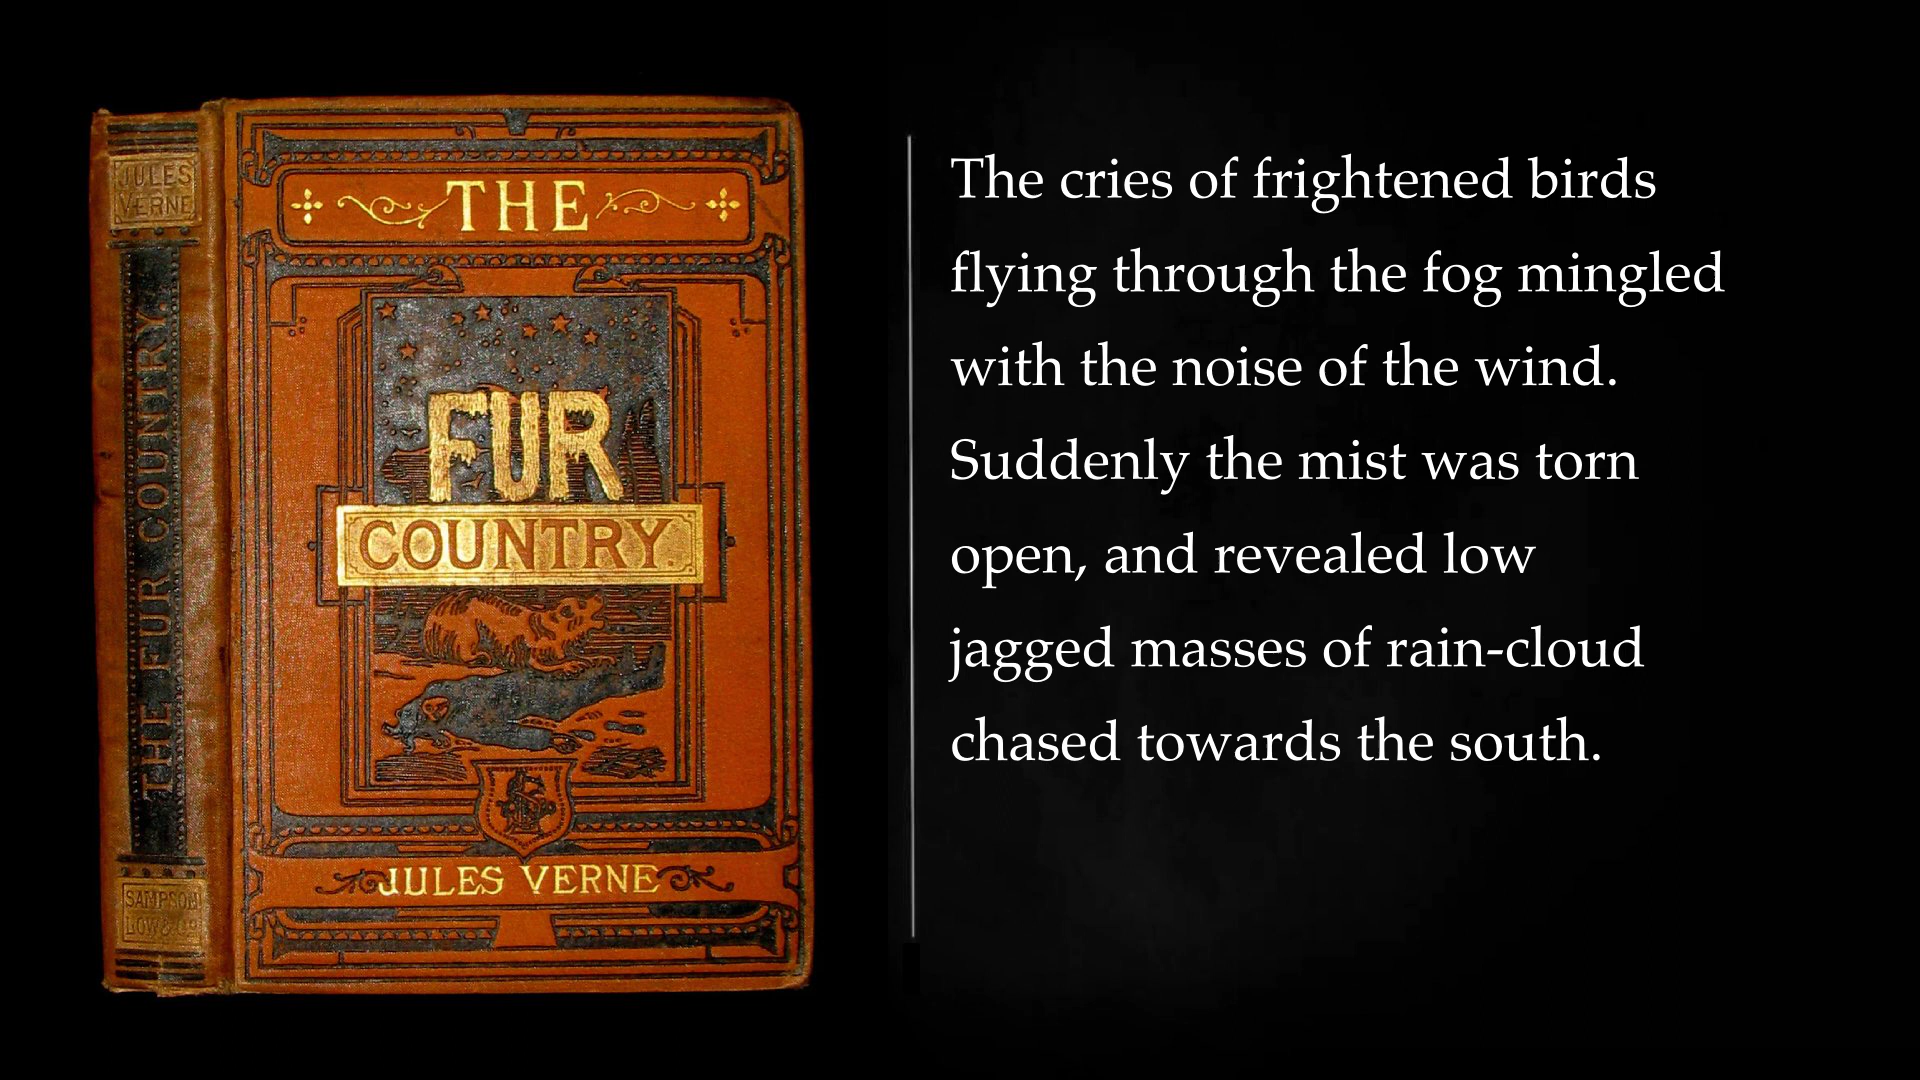 JULES
VERNE
THE FUR COUNTRY.
SAMPSON
LOW & Co
THE
FUR
COUNTRY.
JULES VERNE
The cries of frightened birds
flying through the fog mingled
with the noise of the wind.
Suddenly the mist was torn
open, and revealed low
jagged masses of rain-cloud
chased towards the south.